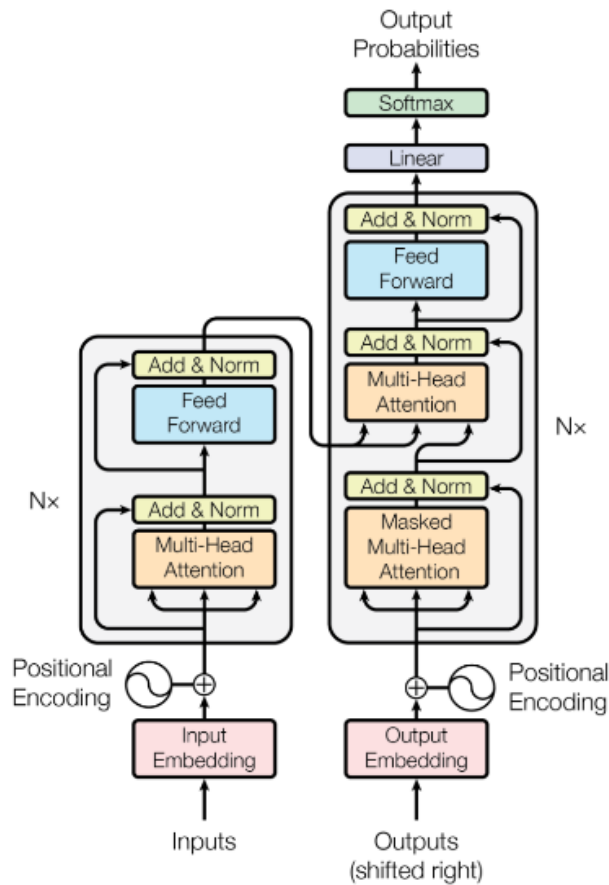 Output
Probabilities
Softmax
Linear
Add & Norm
Feed
Forward
Add & Norm
Multi-Head
Attention
Add & Norm
Masked
Multi-Head
Attention
N×
Add & Norm
Feed
Forward
Add & Norm
Multi-Head
Attention
N×
Positional
Encoding
Positional
Encoding
Input
Embedding
Output
Embedding
Inputs
Outputs
(shifted right)